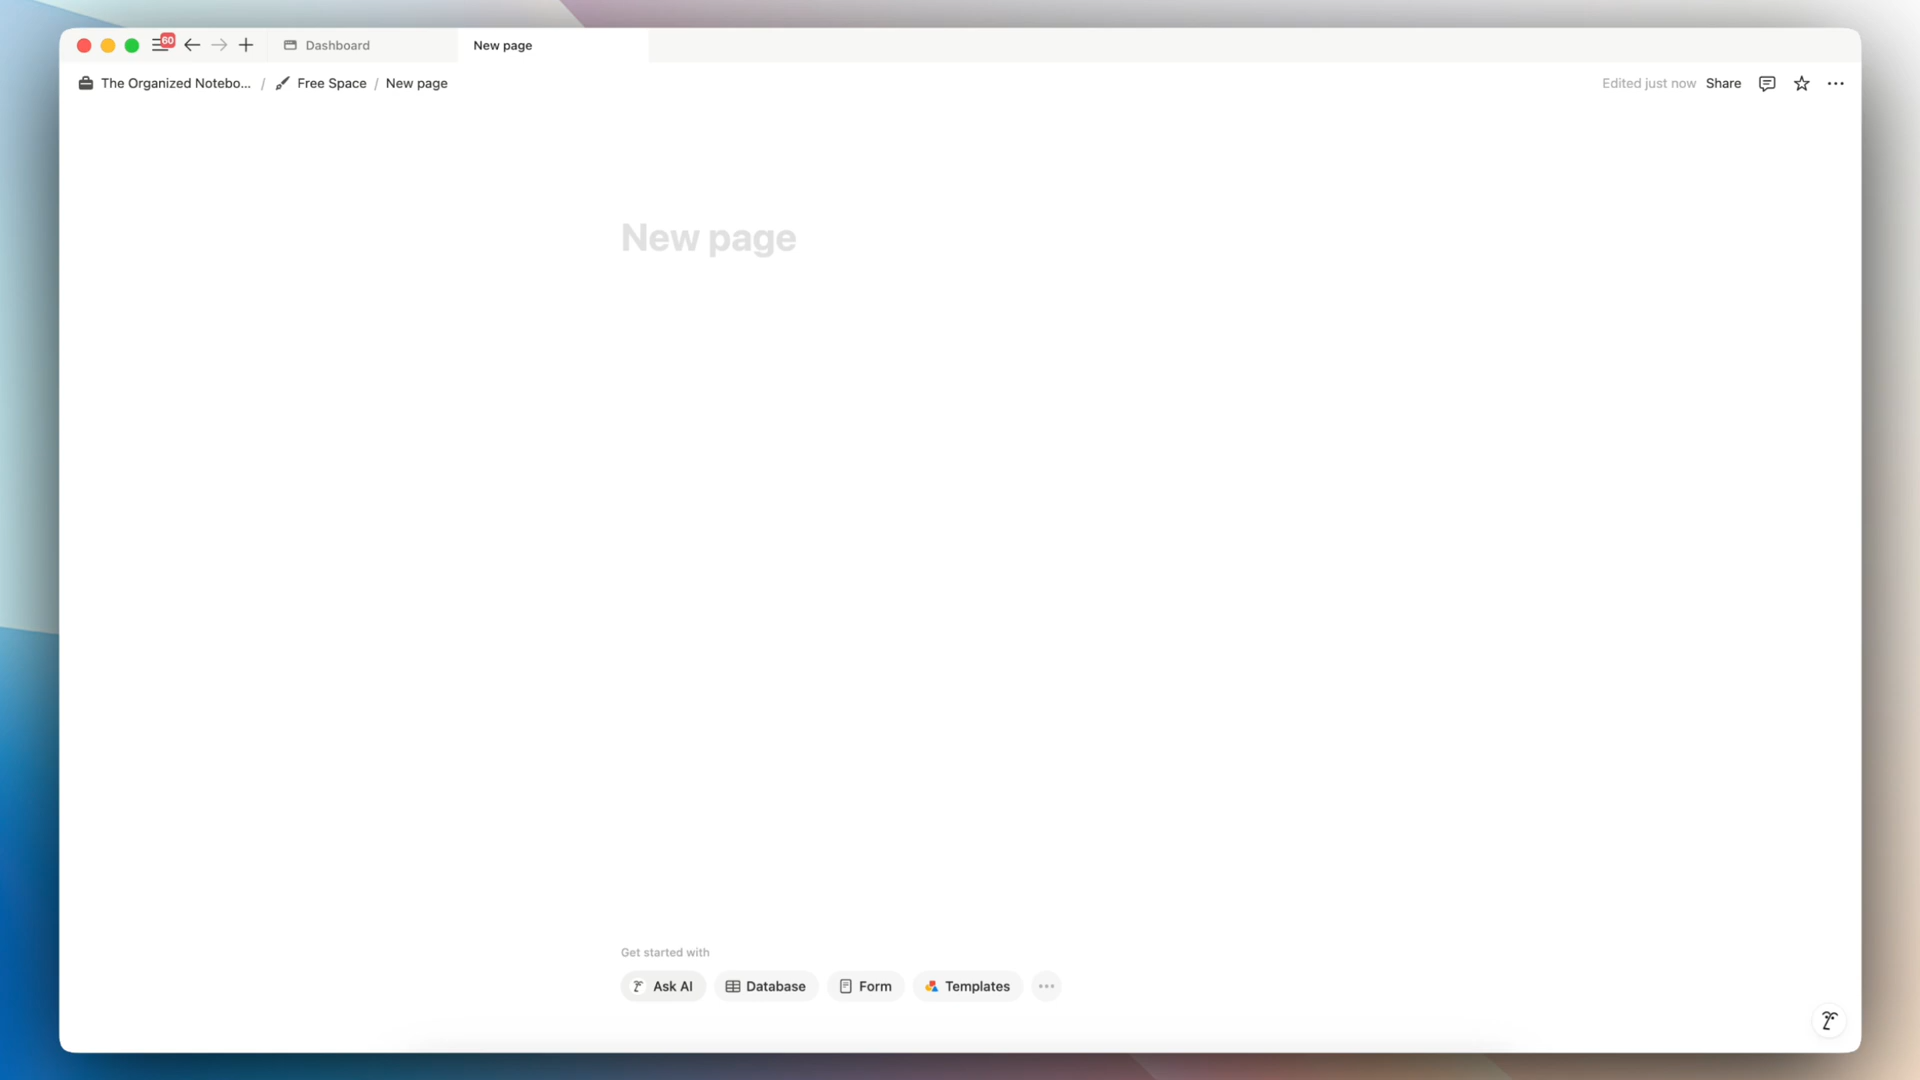 60
Dashboard
New page
The Organized Notebo... / Free Space / New page
Edited just now Share
New page
Get started with
Ask AI Database Form Templates